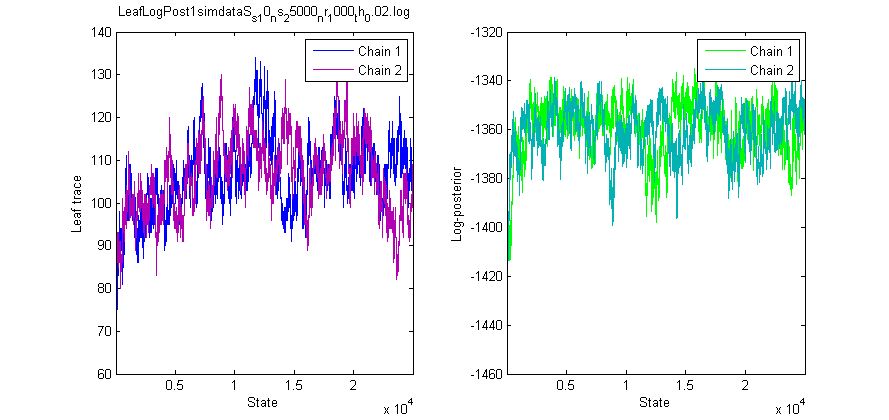 LeafLogPost1simdataSs10ns25000nr1000th0.02.log
140
130
120
110
100
90
80
70
60
Leaf trace
Chain 1
Chain 2
0.5
1
1.5
2
State
x 10^4
-1320
-1340
-1360
-1380
-1400
-1420
-1440
-1460
Log-posterior
Chain 1
Chain 2
0.5
1
1.5
2
State
x 10^4